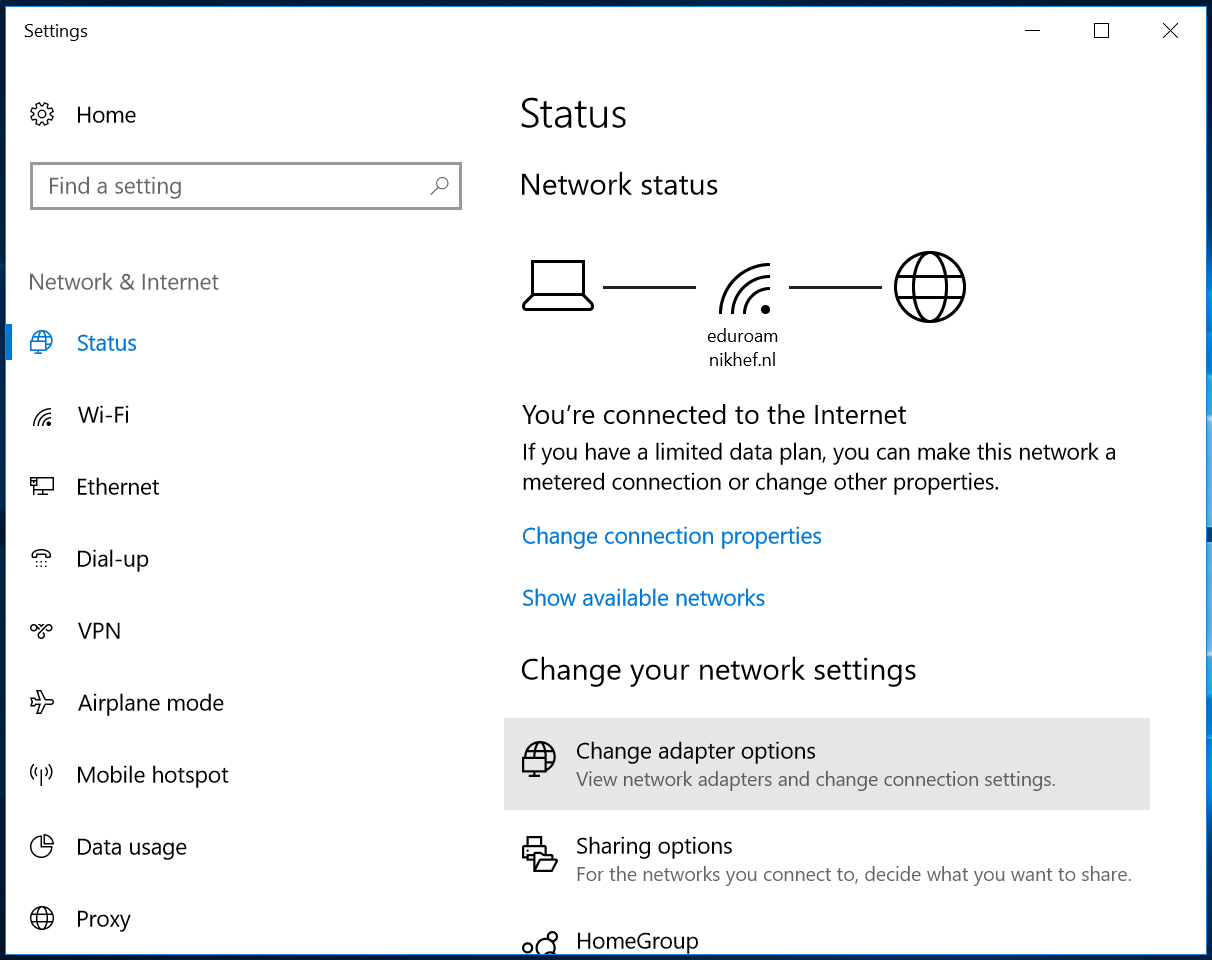 Settings
Home
Find a setting
Network & Internet
Status
Wi-Fi
Ethernet
Dial-up
VPN
Airplane mode
Mobile hotspot
Data usage
Proxy
Status
Network status
eduroam
nikhef.nl
You’re connected to the Internet
If you have a limited data plan, you can make this network a
metered connection or change other properties.
Change connection properties
Show available networks
Change your network settings
Change adapter options
View network adapters and change connection settings.
Sharing options
For the networks you connect to, decide what you want to share.
HomeGroup